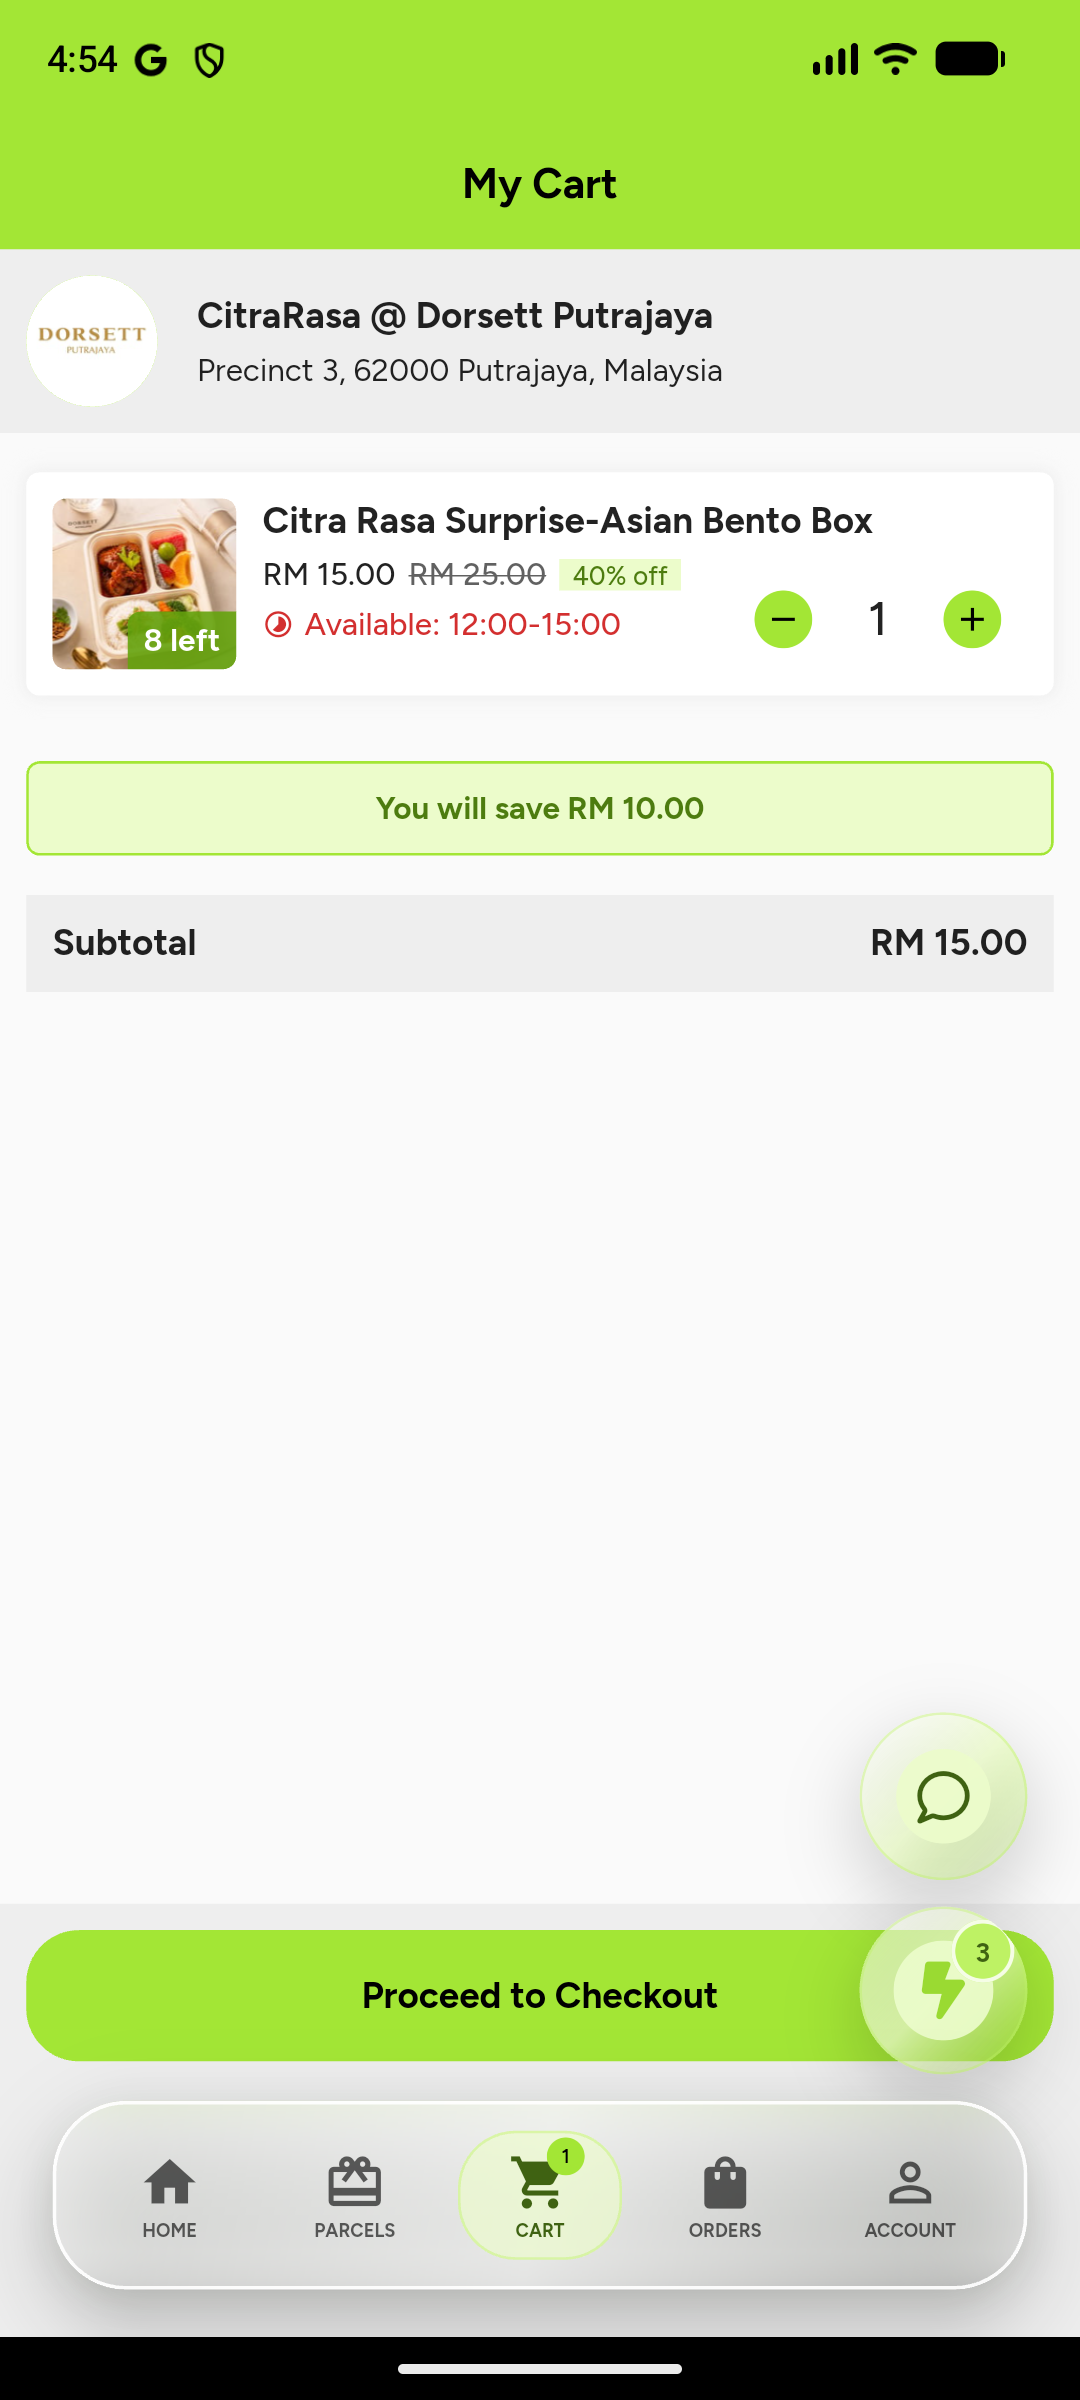 4:54
My Cart
DORSETT
PUTRAJAYA
CitraRasa @ Dorsett Putrajaya
Precinct 3, 62000 Putrajaya, Malaysia
Citra Rasa Surprise-Asian Bento Box
RM 15.00 RM 25.00 40% off
Available: 12:00-15:00
8 left
1
You will save RM 10.00
Subtotal RM 15.00
Proceed to Checkout
3
1
HOME PARCELS CART ORDERS ACCOUNT